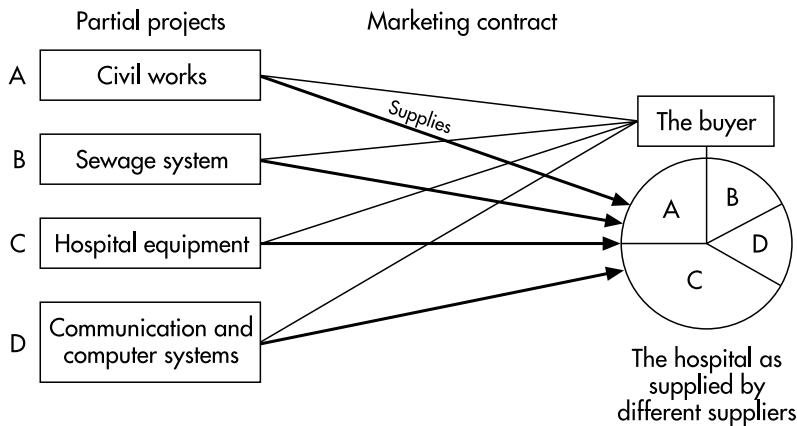 Partial projects
Marketing contract
A
Civil works
Supplies
The buyer
B
Sewage system
A
B
C
Hospital equipment
D
C
D
Communication and
computer systems
The hospital as
supplied by
different suppliers